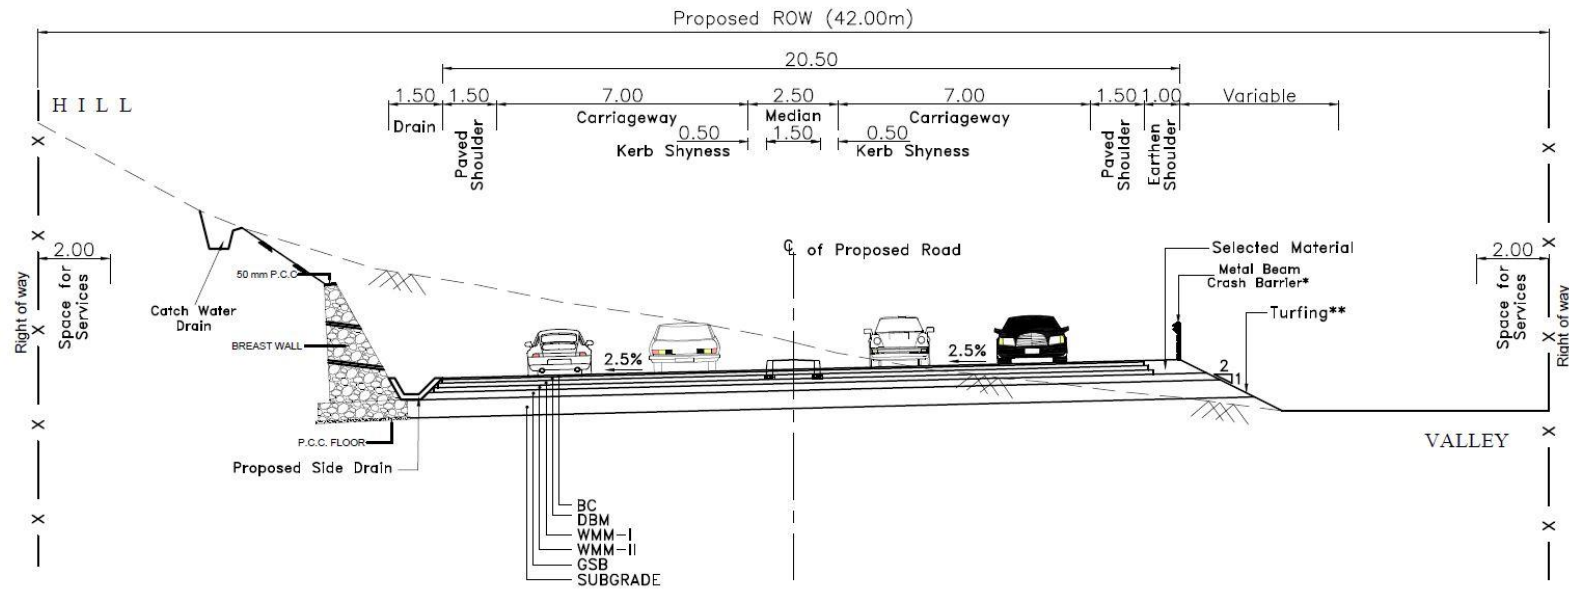 Proposed ROW (42.00m)
20.50
1.50 1.50 7.00 2.50 7.00 1.50 1.00 Variable
HILL
Drain
Paved Shoulder
Carriageway
Median
Carriageway
Paved Shoulder
Earthen Shoulder
0.50 1.50 0.50
Kerb Shyness
Kerb Shyness
X
X
X
X
X
X
X
X
X
X
2.00
Space for Services
Right of way
2.00
Space for Services
Right of way
℄ of Proposed Road
Selected Material
Metal Beam
Crash Barrier*
Turfing**
50 mm P.C.C
Catch Water
Drain
BREAST WALL
2.5%
2.5%
2
1
P.C.C. FLOOR
Proposed Side Drain
VALLEY
BC
DBM
WMM-I
WMM-II
GSB
SUBGRADE